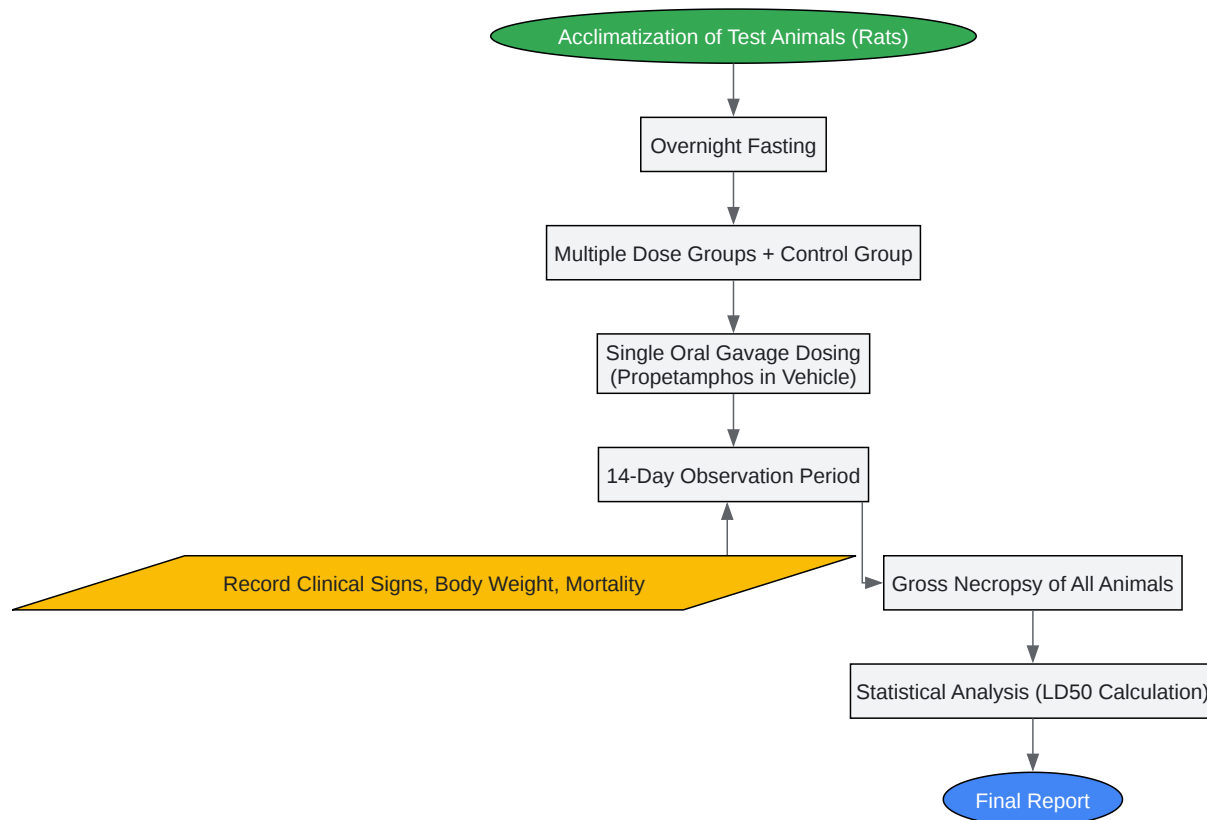 Acclimatization of Test Animals (Rats)
Overnight Fasting
Multiple Dose Groups + Control Group
Single Oral Gavage Dosing
(Propetamphos in Vehicle)
14-Day Observation Period
Record Clinical Signs, Body Weight, Mortality
Gross Necropsy of All Animals
Statistical Analysis (LD50 Calculation)
Final Report